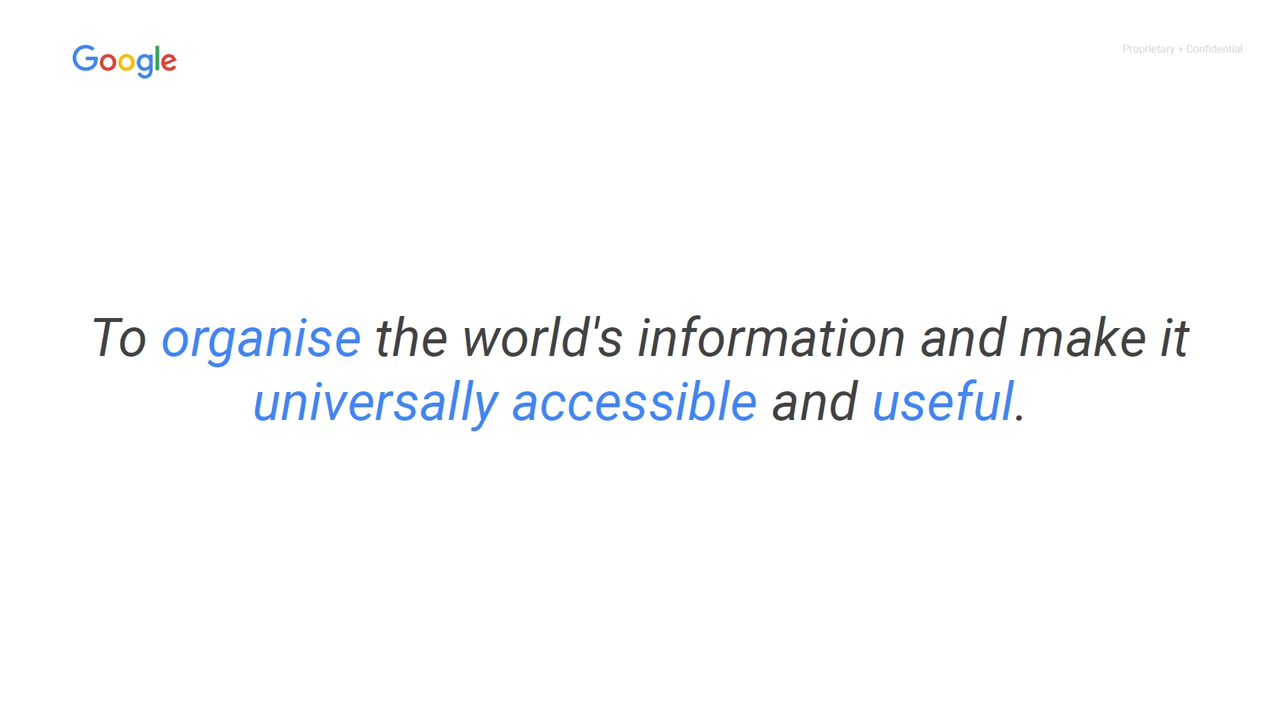 Google
Proprietary + Confidential
To organise the world's information and make it
universally accessible and useful.